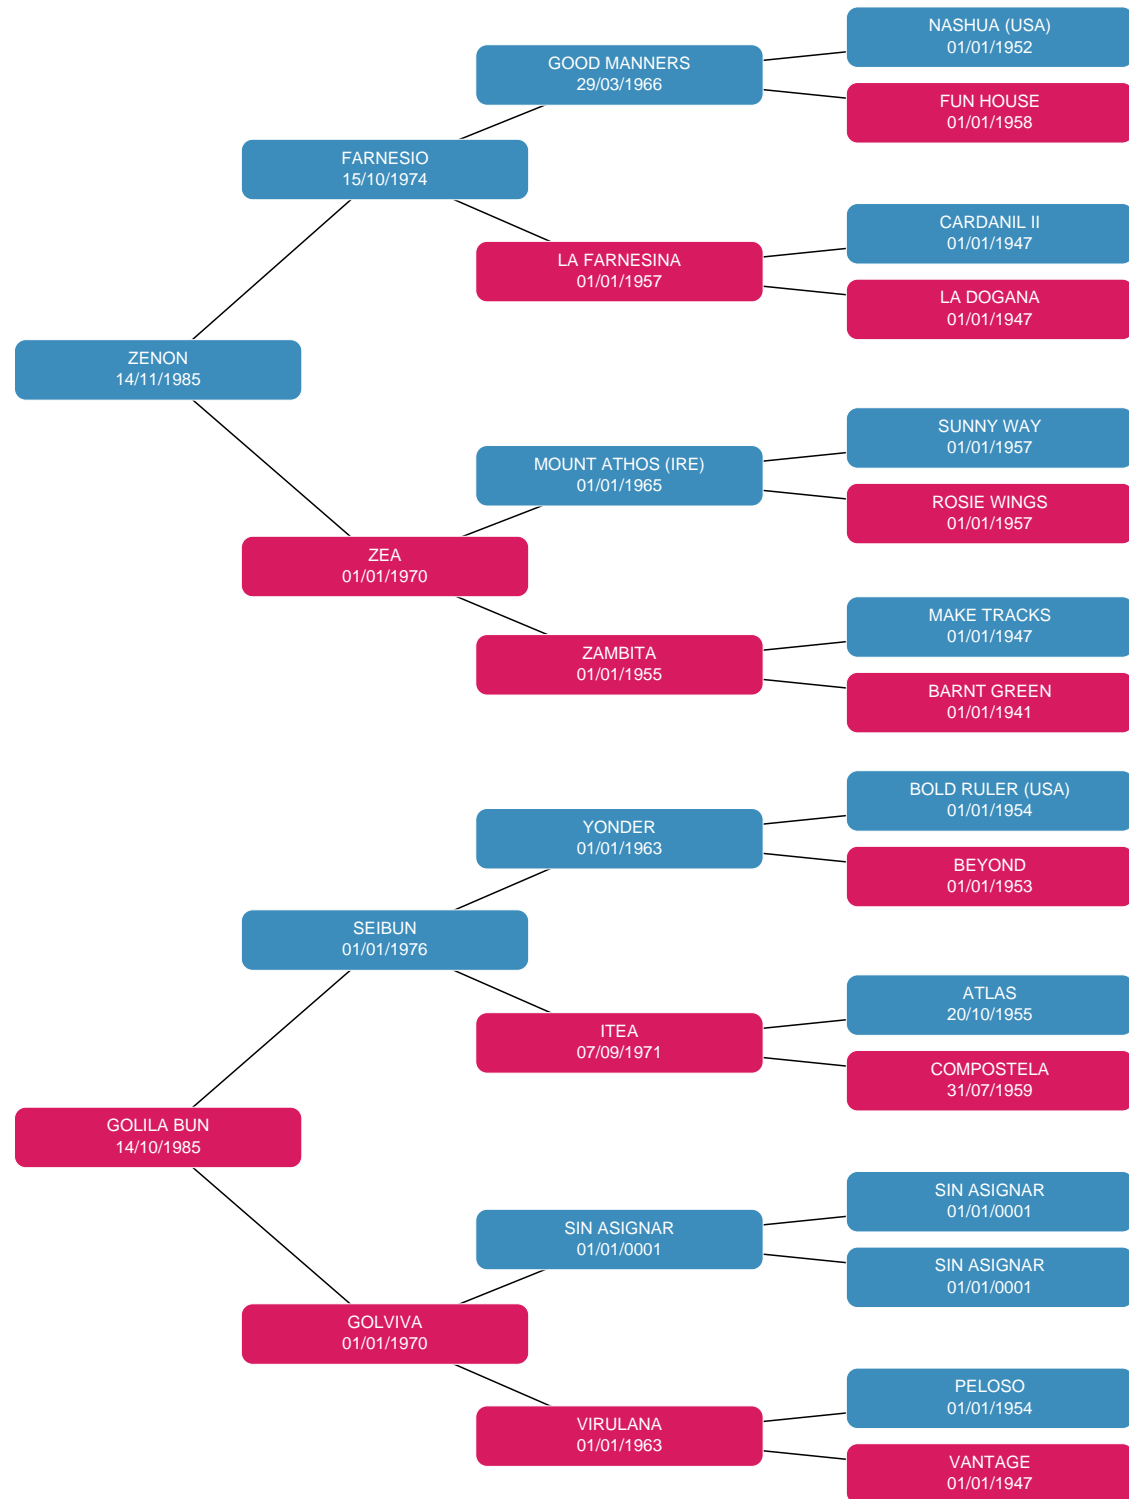 NASHUA (USA)
01/01/1952
GOOD MANNERS
29/03/1966
FUN HOUSE
01/01/1958
FARNESIO
15/10/1974
CARDANIL II
01/01/1947
LA FARNESINA
01/01/1957
LA DOGANA
01/01/1947
ZENON
14/11/1985
SUNNY WAY
01/01/1957
MOUNT ATHOS (IRE)
01/01/1965
ROSIE WINGS
01/01/1957
ZEA
01/01/1970
MAKE TRACKS
01/01/1947
ZAMBITA
01/01/1955
BARNT GREEN
01/01/1941
BOLD RULER (USA)
01/01/1954
YONDER
01/01/1963
BEYOND
01/01/1953
SEIBUN
01/01/1976
ATLAS
20/10/1955
ITEA
07/09/1971
COMPOSTELA
31/07/1959
GOLILA BUN
14/10/1985
SIN ASIGNAR
01/01/0001
SIN ASIGNAR
01/01/0001
SIN ASIGNAR
01/01/0001
GOLVIVA
01/01/1970
PELOSO
01/01/1954
VIRULANA
01/01/1963
VANTAGE
01/01/1947